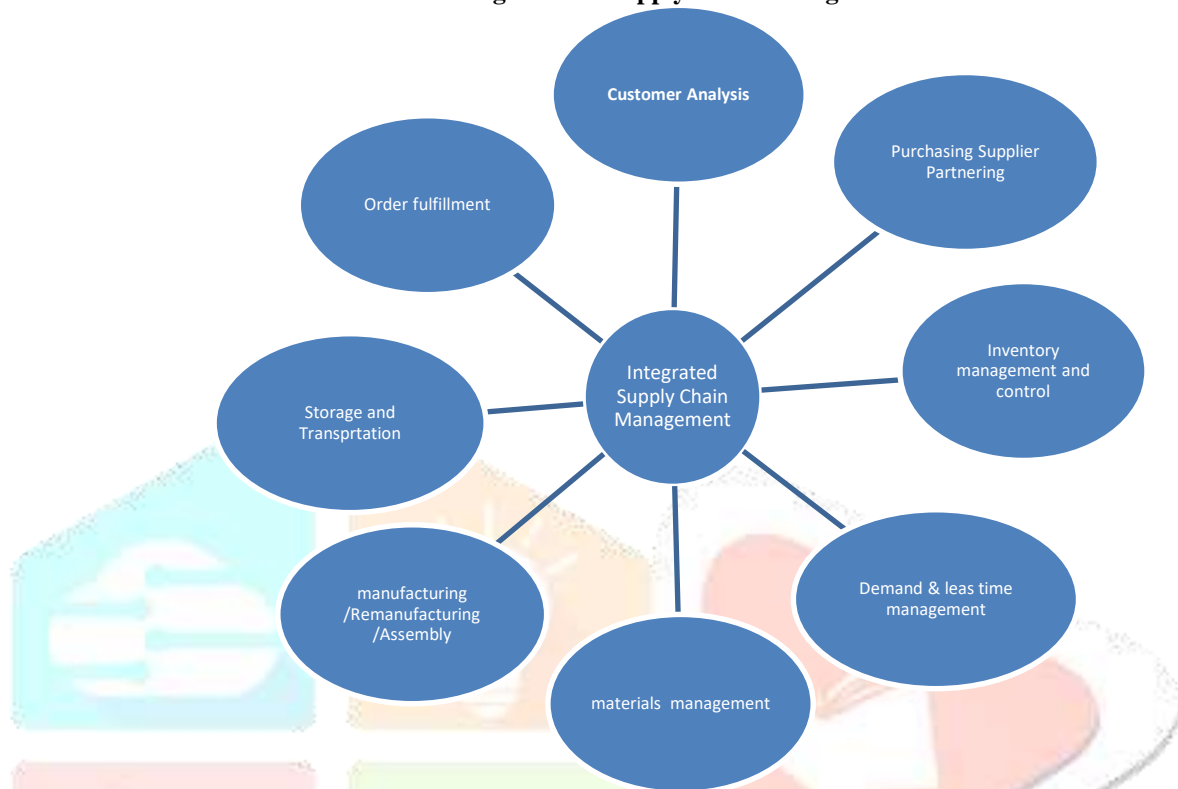 Customer Analysis
Purchasing Supplier
Partnering
Order fulfillment
Inventory
management and
control
Integrated
Supply Chain
Management
Storage and
Transprtation
Demand & leas time
management
manufacturing
/Remanufacturing
/Assembly
materials  management